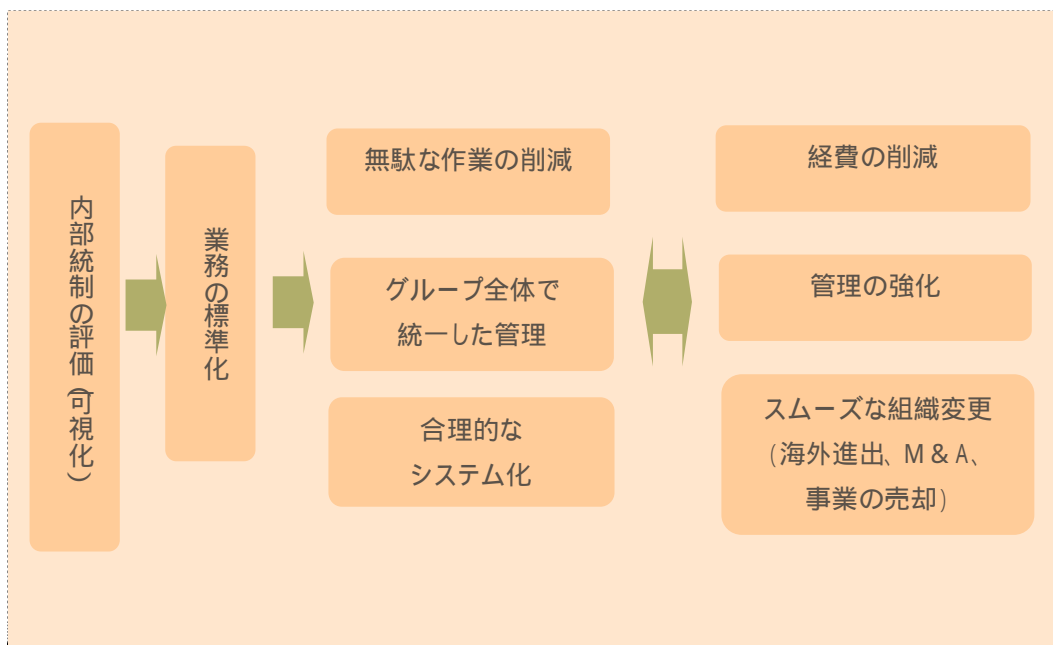 内部統制の評価(可視化)
業務の標準化
無駄な作業の削減
グループ全体で
統一した管理
合理的な
システム化
経費の削減
管理の強化
スムーズな組織変更
(海外進出、M & A、
事業の売却)